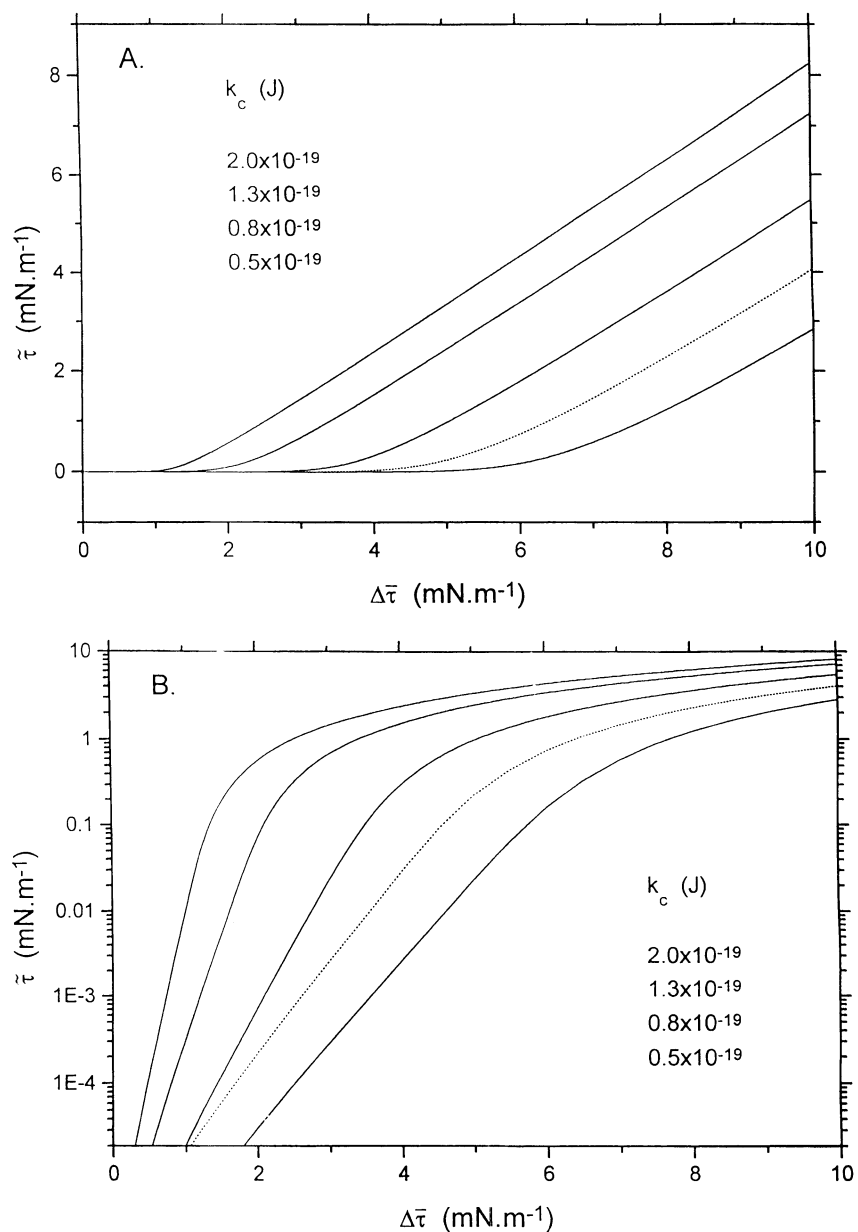 A.
k_c (J)
2.0x10^-19
1.3x10^-19
0.8x10^-19
0.5x10^-19
τ̃ (mN.m^-1)
8
6
4
2
0
0 2 4 6 8 10
Δτ̄ (mN.m^-1)
B.
10
1
0.1
0.01
1E-3
1E-4
τ̃ (mN.m^-1)
k_c (J)
2.0x10^-19
1.3x10^-19
0.8x10^-19
0.5x10^-19
0 2 4 6 8 10
Δτ̄ (mN.m^-1)